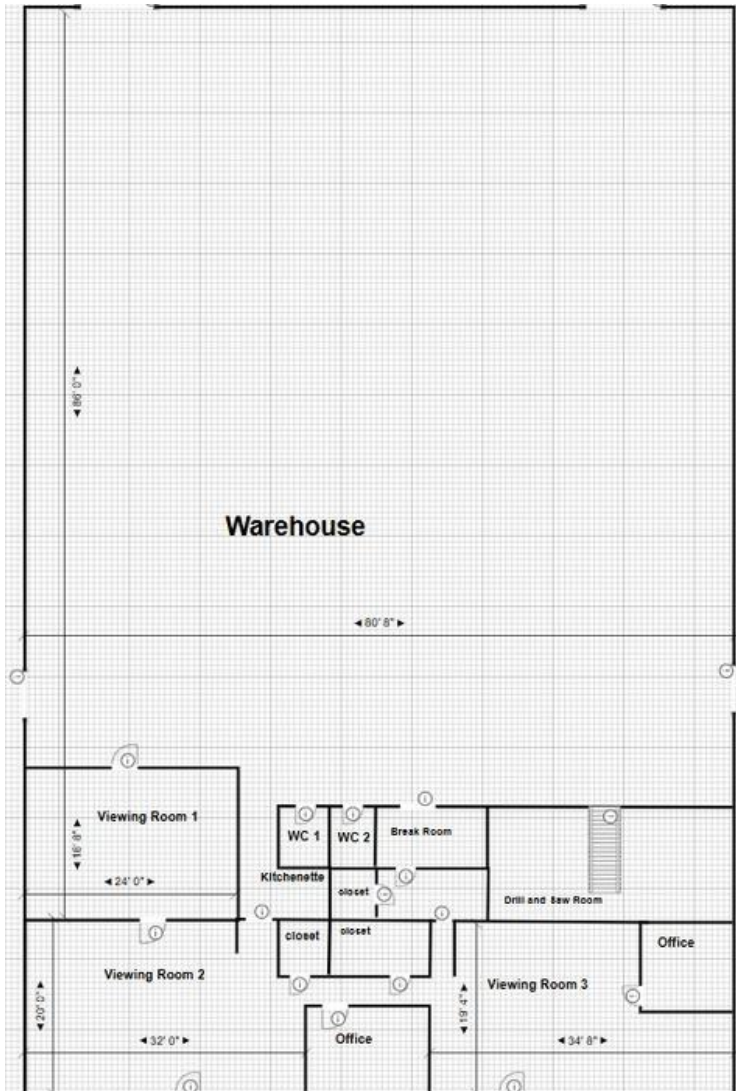 86' 0"
Warehouse
80' 8"
Viewing Room 1
16' 8"
24' 0"
WC 1
WC 2
Break Room
Kitchenette
closet
Drill and Saw Room
closet
closet
Office
Viewing Room 2
Viewing Room 3
20' 0"
19' 4"
32' 0"
Office
34' 8"